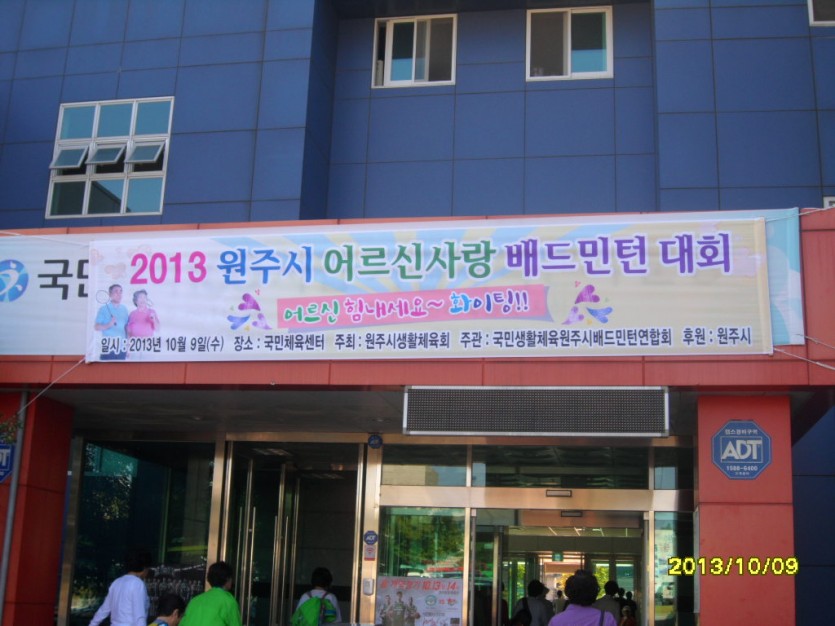 2013 원주시 어르신사랑 배드민턴 대회
어르신 힘내세요~ 화이팅!!
일시 : 2013년 10월 9일(수) 장소 : 국민체육센터 주최 : 원주시생활체육회 주관 : 국민생활체육원주시배드민턴연합회 후원 : 원주시
ADT
1588-6400
ADT
2013/10/09